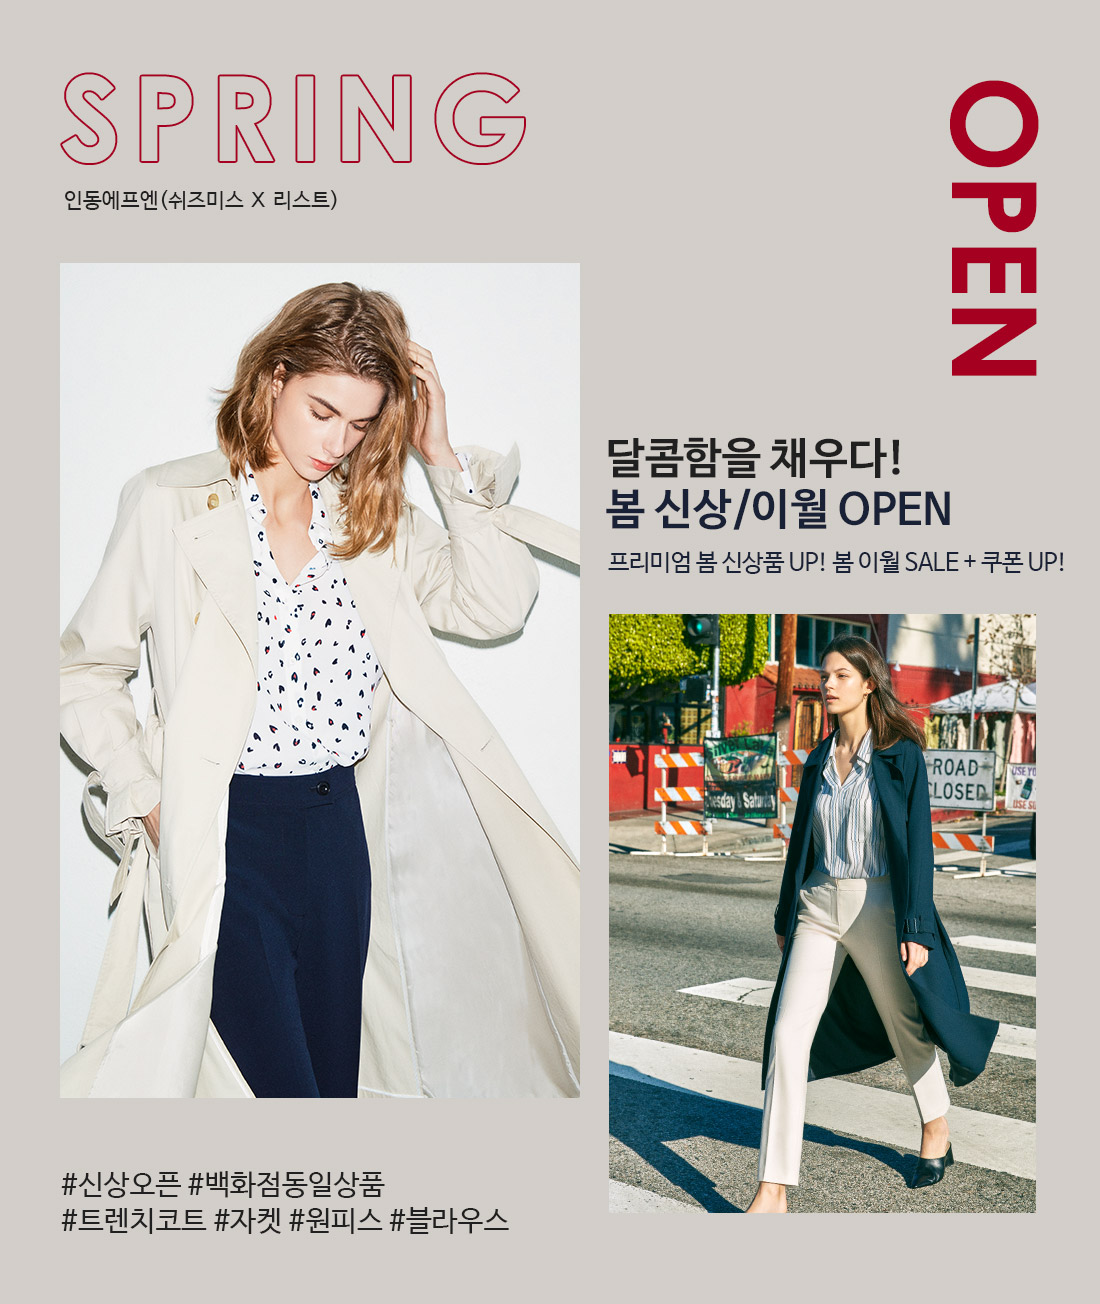 SPRING
인동에프엔(쉬즈미스 X 리스트)
OPEN
달콤함을 채우다!
봄 신상/이월 OPEN
프리미엄 봄 신상품 UP! 봄 이월 SALE + 쿠폰 UP!
ROAD
CLOSED
& Saturday
#신상오픈 #백화점동일상품
#트렌치코트 #자켓 #원피스 #블라우스